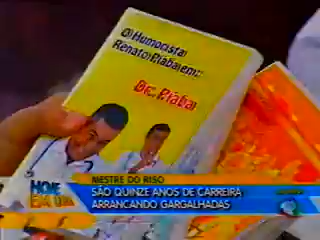 O Humorista
Renato Piaba em:
Dr. Piaba
MESTRE DO RISO
HOJE
EM DIA
SÃO QUINZE ANOS DE CARREIRA
ARRANCANDO GARGALHADAS